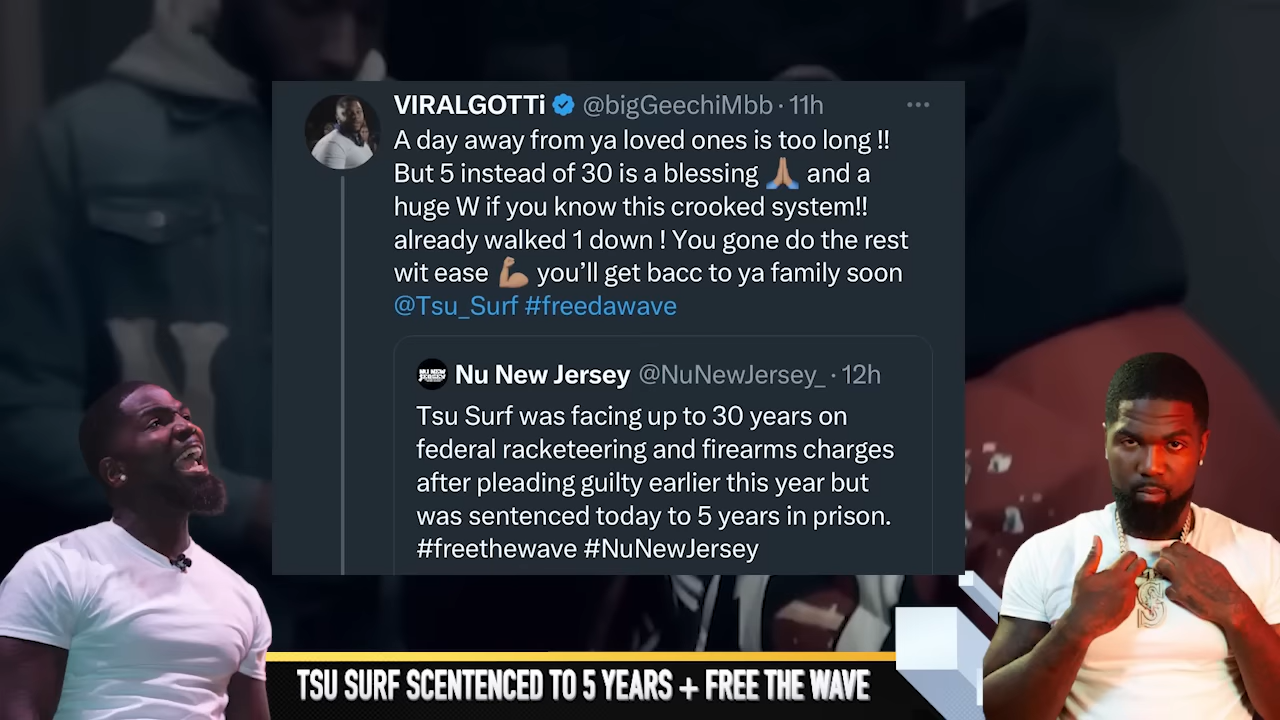 VIRALGOTTi @bigGeechiMbb · 11h
A day away from ya loved ones is too long !!
But 5 instead of 30 is a blessing 🙏🏽 and a
huge W if you know this crooked system!!
already walked 1 down ! You gone do the rest
wit ease 💪🏽 you’ll get bacc to ya family soon
@Tsu_Surf #freedawave
NU NEW
JERSEY
Nu New Jersey @NuNewJersey_ · 12h
Tsu Surf was facing up to 30 years on
federal racketeering and firearms charges
after pleading guilty earlier this year but
was sentenced today to 5 years in prison.
#freethewave #NuNewJersey
TSU SURF SCENTENCED TO 5 YEARS + FREE THE WAVE